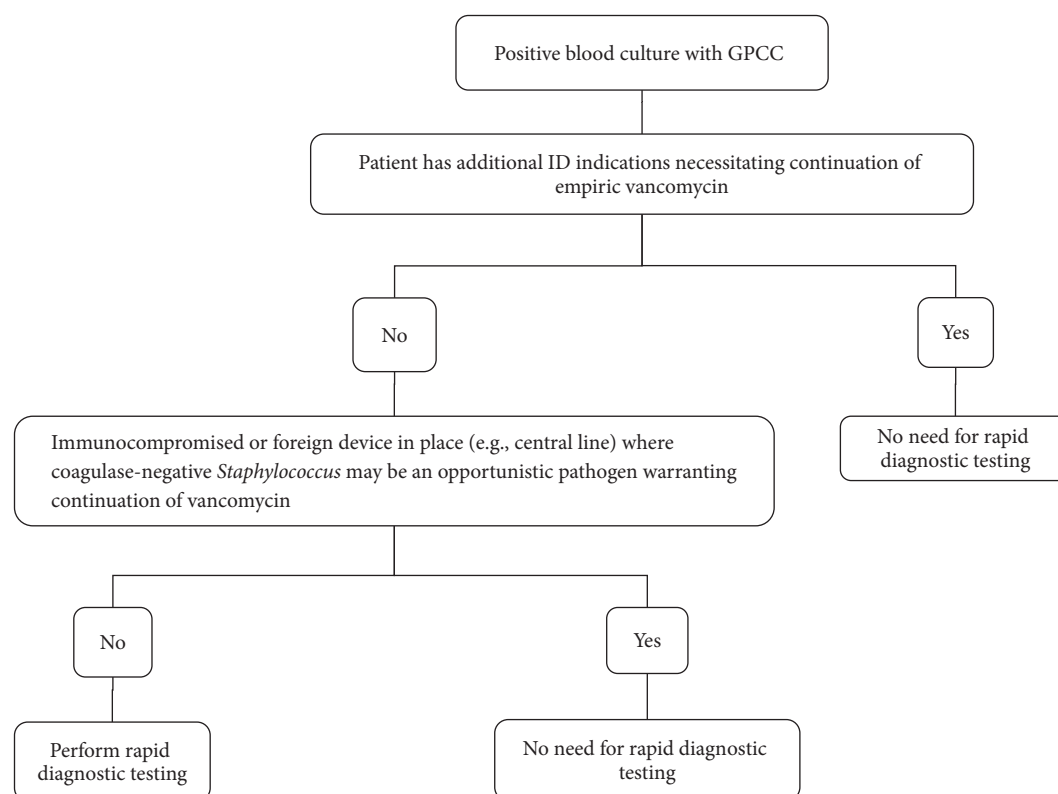 Positive blood culture with GPCC
Patient has additional ID indications necessitating continuation of
empiric vancomycin
No
Yes
Immunocompromised or foreign device in place (e.g., central line) where
coagulase-negative Staphylococcus may be an opportunistic pathogen warranting
continuation of vancomycin
No need for rapid
diagnostic testing
No
Yes
Perform rapid
diagnostic testing
No need for rapid diagnostic
testing